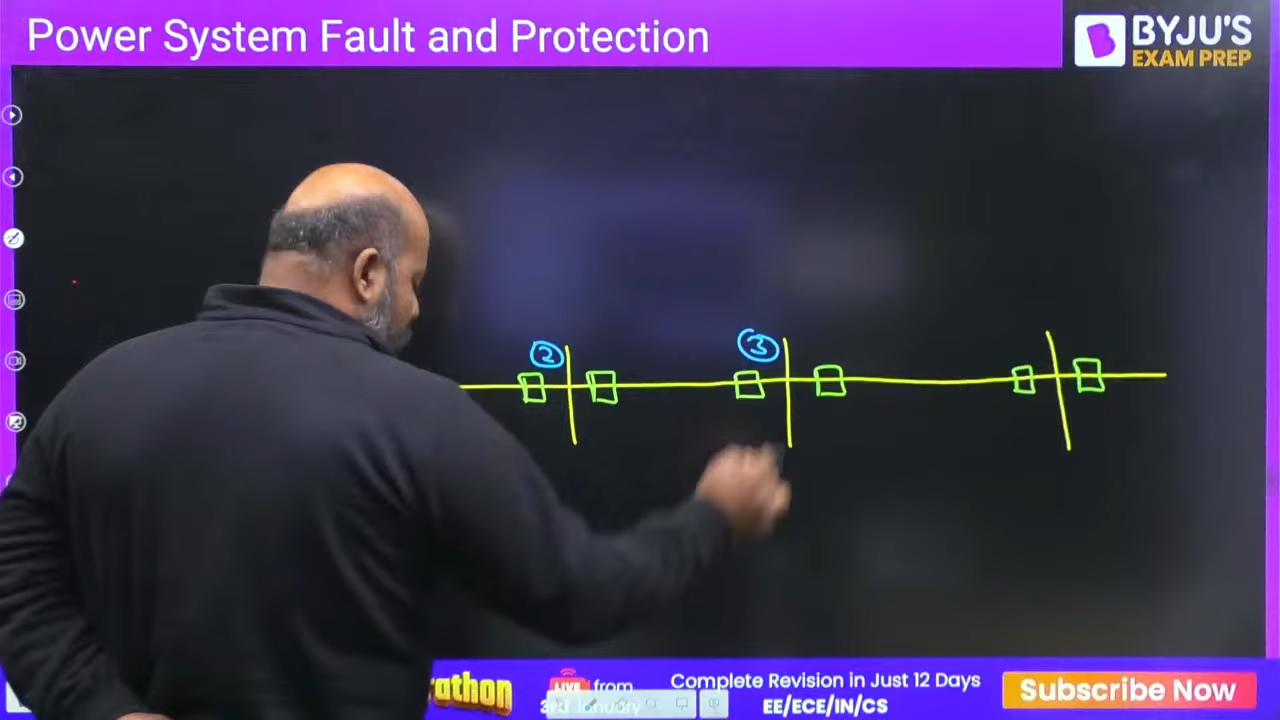 Power System Fault and Protection
BYJU'S
EXAM PREP
2
3
LIVE from
Complete Revision in Just 12 Days
EE/ECE/IN/CS
Subscribe Now